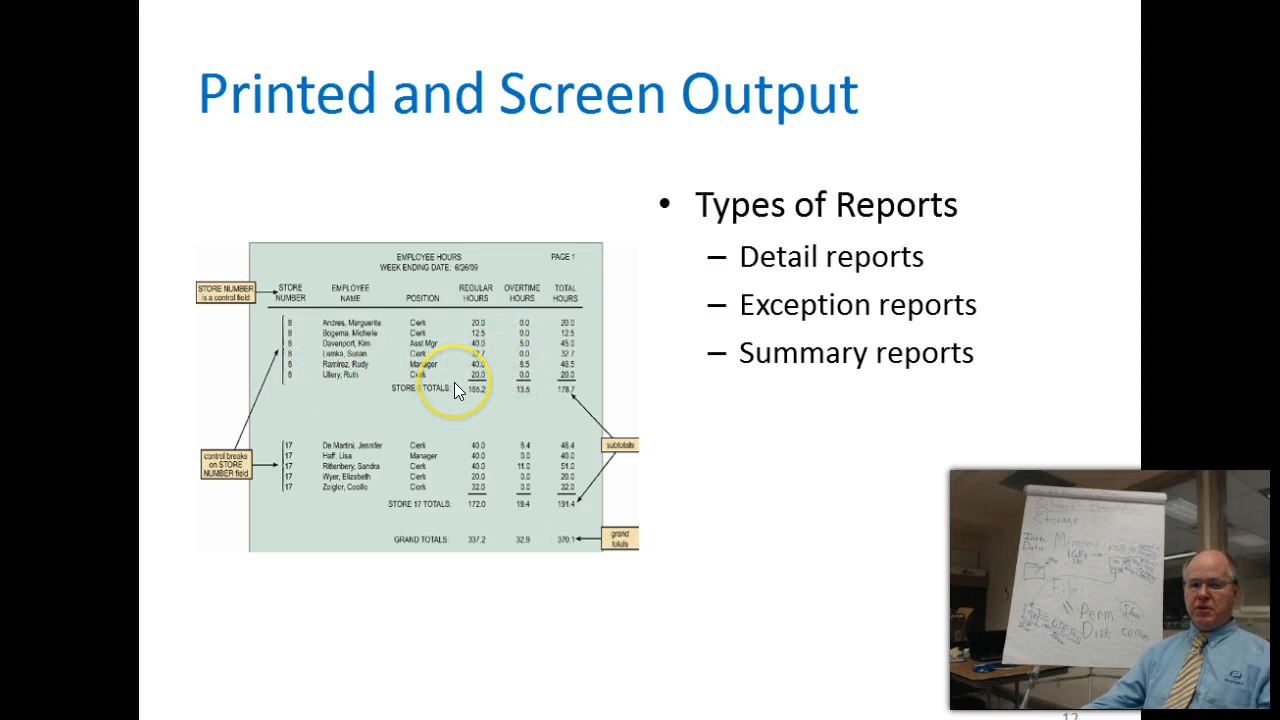 Printed and Screen Output
• Types of Reports
– Detail reports
– Exception reports
– Summary reports
EMPLOYEE HOURS PAGE 1
WEEK ENDING DATE: 6/26/09
STORE NUMBER
is a control field
STORE EMPLOYEE REGULAR OVERTIME TOTAL
NUMBER NAME POSITION HOURS HOURS HOURS
8 Andres, Marguerite Clerk 20.0 0.0 20.0
8 Bogema, Michelle Clerk 12.5 0.0 12.5
8 Davenport, Kim Asst Mgr 40.0 5.0 45.0
8 Lemka, Susan Clerk 32.7 0.0 32.7
8 Ramirez, Rudy Manager 40.0 8.5 48.5
8 Ullery, Ruth Clerk 20.0 0.0 20.0
STORE TOTALS: 165.2 13.5 178.7
control breaks
on STORE
NUMBER field
subtotals
17 De Martini, Jennifer Clerk 40.0 8.4 48.4
17 Haff, Lisa Manager 40.0 0.0 40.0
17 Rittenbery, Sandra Clerk 40.0 11.0 51.0
17 Wyer, Elizabeth Clerk 20.0 0.0 20.0
17 Zeigler, Cecille Clerk 32.0 0.0 32.0
STORE 17 TOTALS: 172.0 19.4 191.4
GRAND TOTALS: 337.2 32.9 370.1
grand
totals
Storage
Memory
Perm
Disk
12